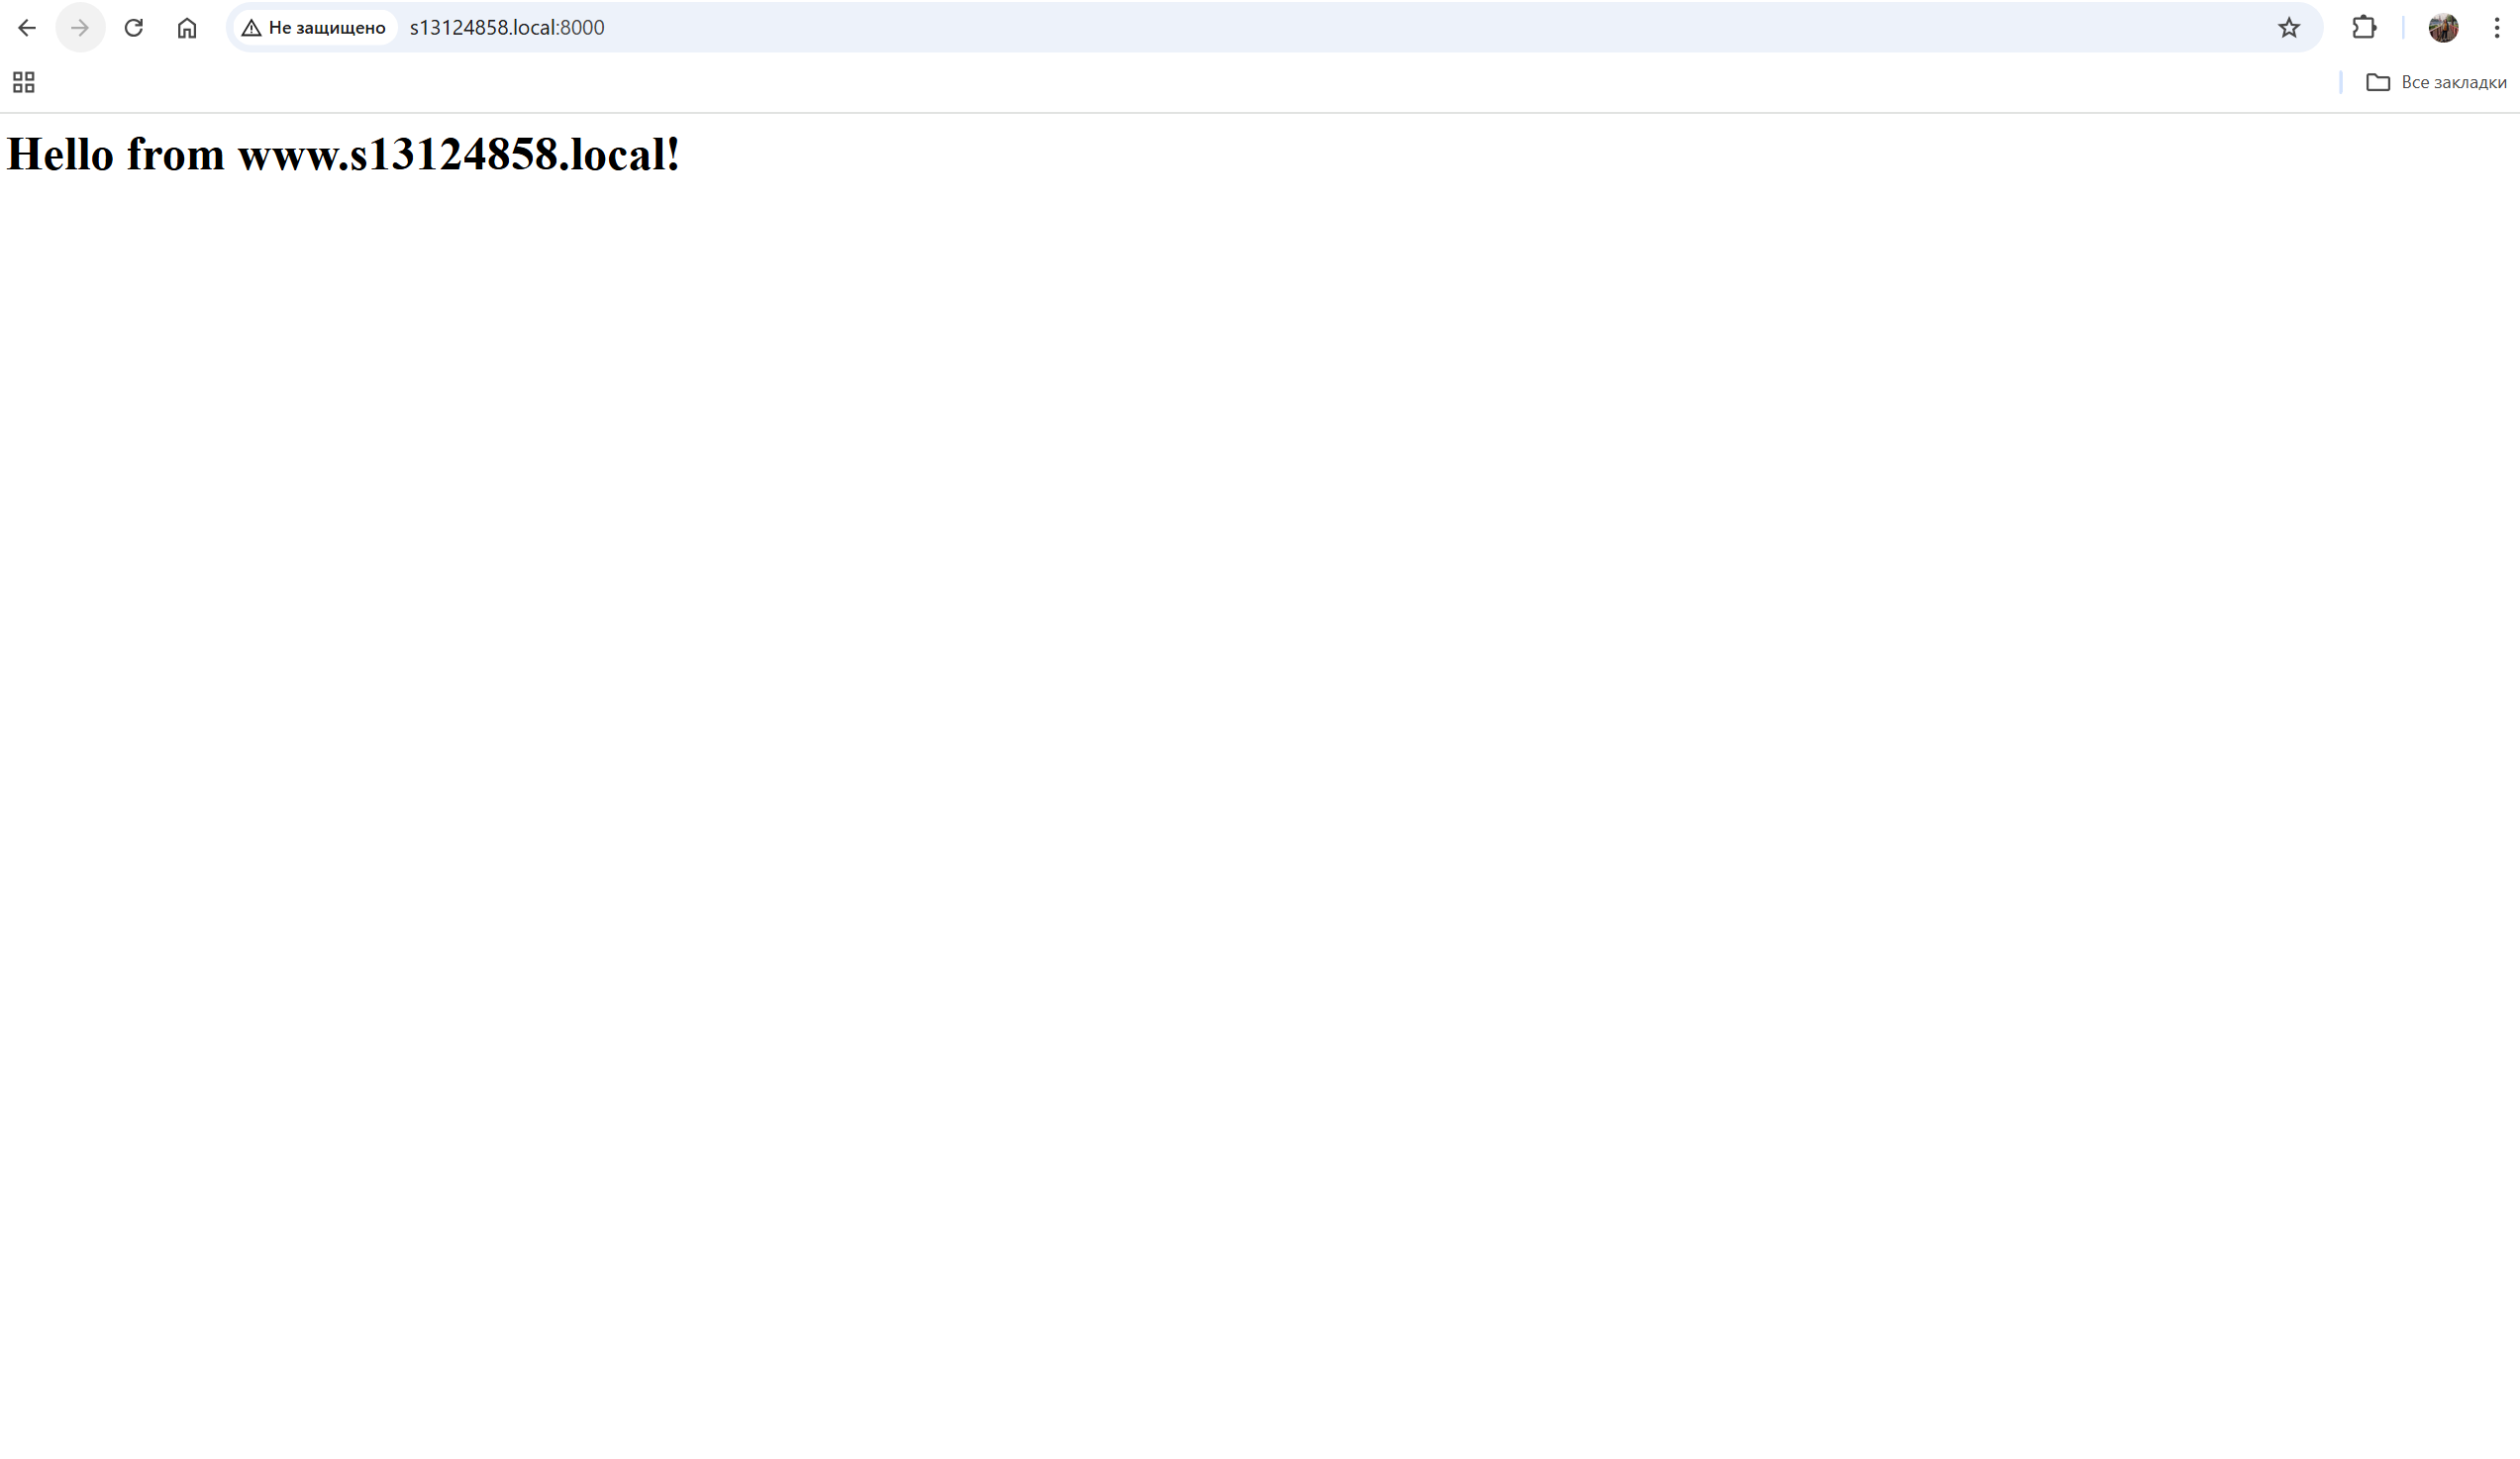 Не защищено s13124858.local:8000
Все закладки
Hello from www.s13124858.local!